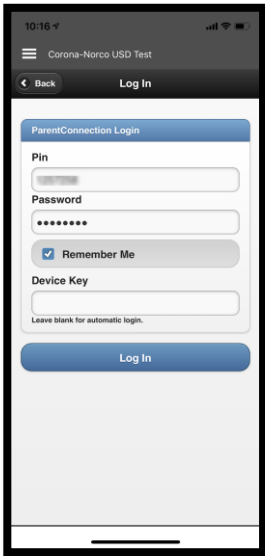 10:16
Corona-Norco USD Test
Back Log In
ParentConnection Login
Pin
Password
••••••••
Remember Me
Device Key
Leave blank for automatic login.
Log In